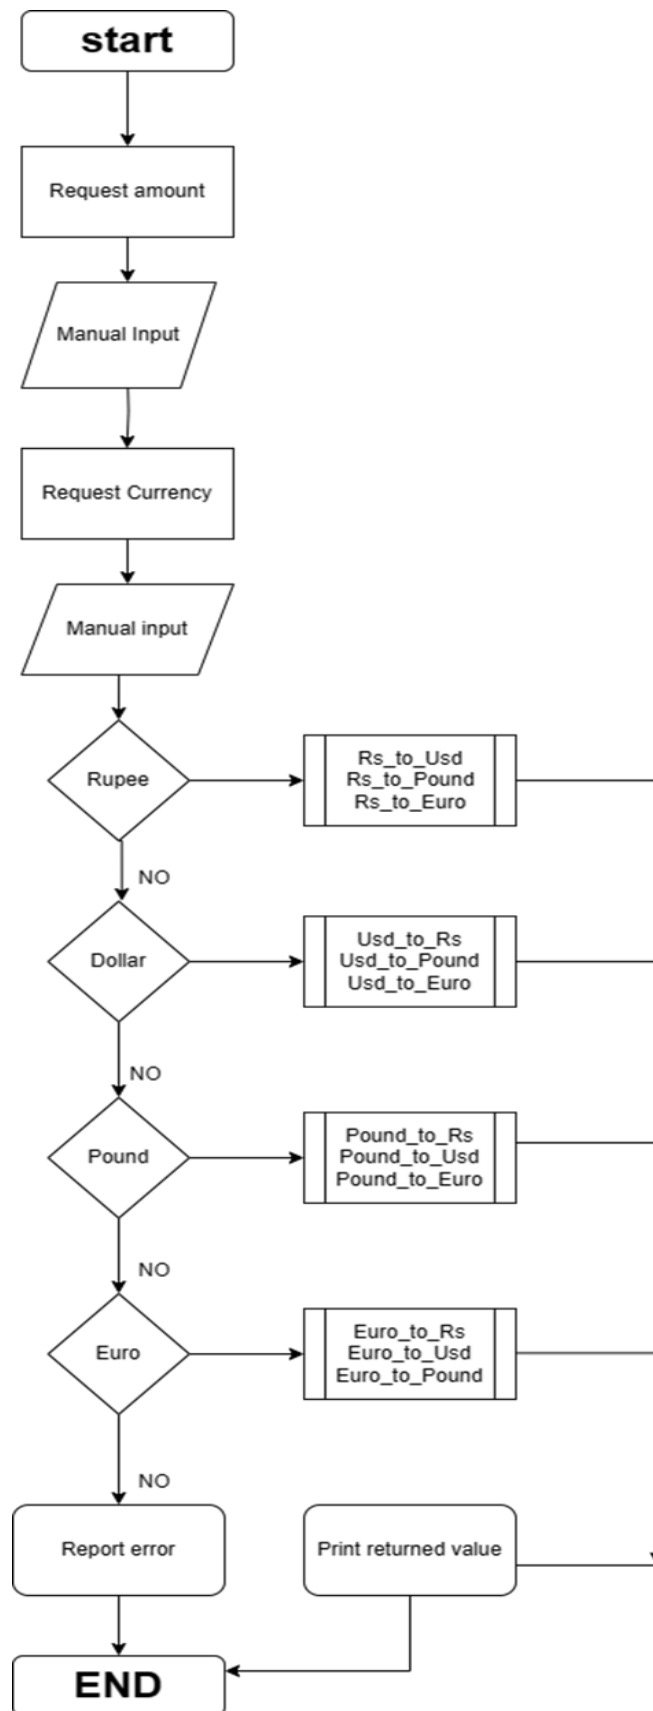 start
Request amount
Manual Input
Request Currency
Manual input
Rupee
Rs_to_Usd
Rs_to_Pound
Rs_to_Euro
NO
Dollar
Usd_to_Rs
Usd_to_Pound
Usd_to_Euro
NO
Pound
Pound_to_Rs
Pound_to_Usd
Pound_to_Euro
NO
Euro
Euro_to_Rs
Euro_to_Usd
Euro_to_Pound
NO
Report error
Print returned value
END